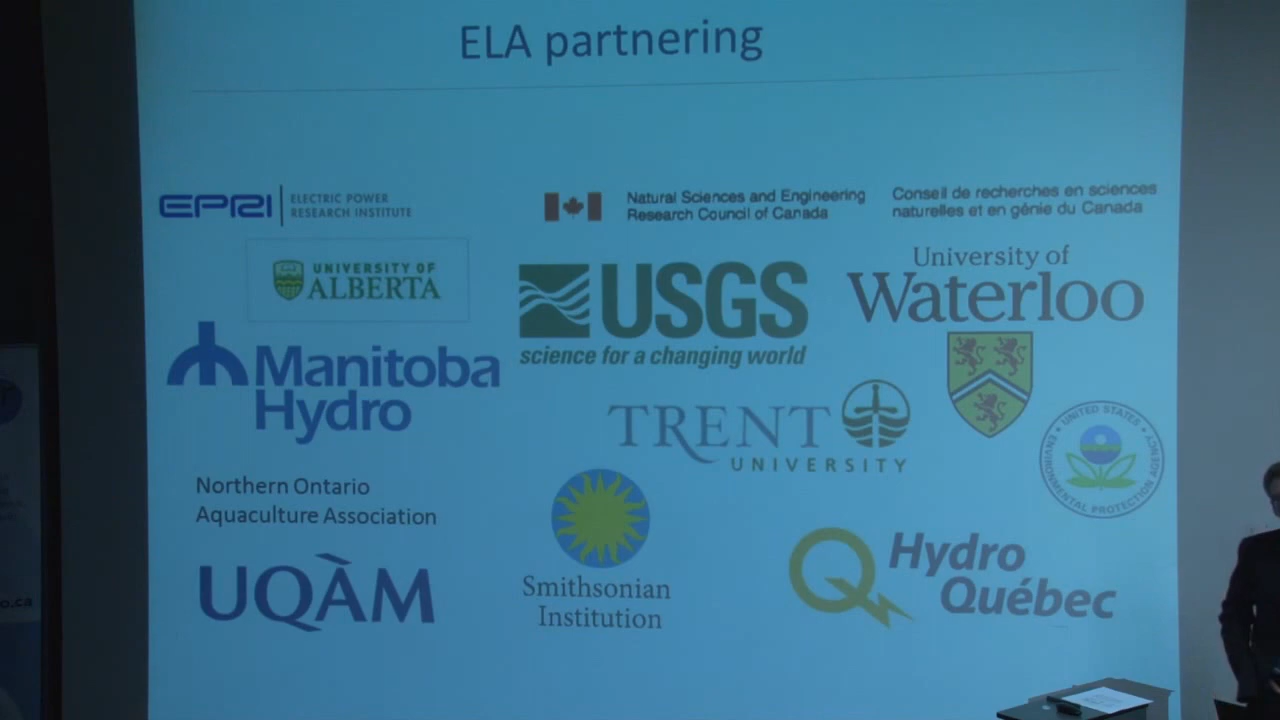 ELA partnering
EPRI
ELECTRIC POWER
RESEARCH INSTITUTE
Natural Sciences and Engineering
Research Council of Canada
Conseil de recherches en sciences
naturelles et en génie du Canada
UNIVERSITY OF
ALBERTA
USGS
science for a changing world
University of
Waterloo
Manitoba
Hydro
TRENT
UNIVERSITY
UNITED STATES
ENVIRONMENTAL PROTECTION AGENCY
Northern Ontario
Aquaculture Association
UQÀM
Smithsonian
Institution
Hydro
Québec
o.ca